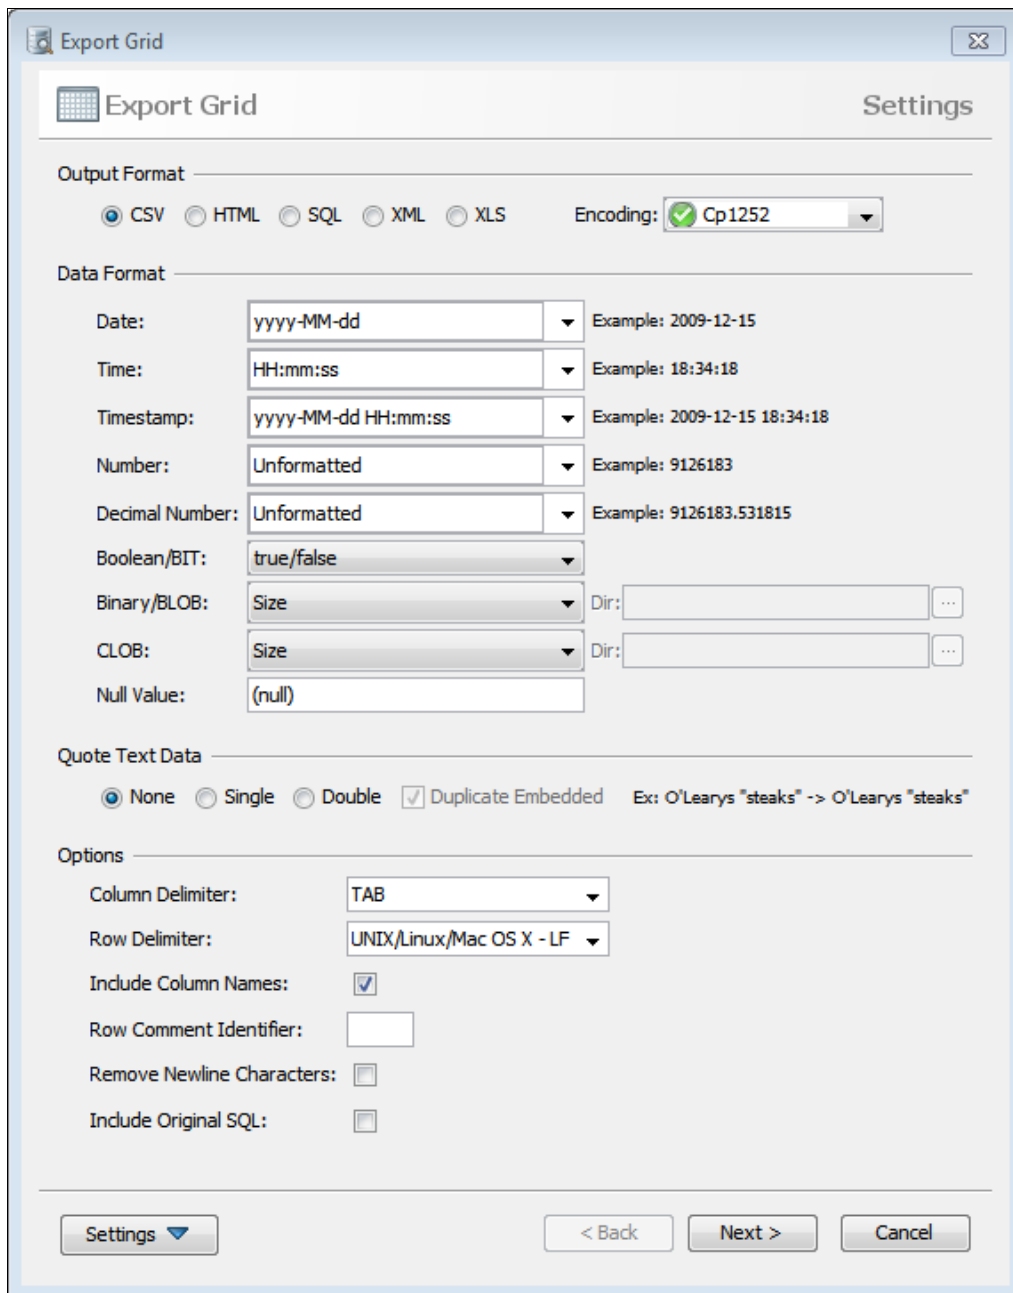 Export Grid
Export Grid Settings
Output Format
CSV HTML SQL XML XLS Encoding: Cp1252
Data Format
Date: yyyy-MM-dd Example: 2009-12-15
Time: HH:mm:ss Example: 18:34:18
Timestamp: yyyy-MM-dd HH:mm:ss Example: 2009-12-15 18:34:18
Number: Unformatted Example: 9126183
Decimal Number: Unformatted Example: 9126183.531815
Boolean/BIT: true/false
Binary/BLOB: Size Dir: ...
CLOB: Size Dir: ...
Null Value: (null)
Quote Text Data
None Single Double Duplicate Embedded Ex: O'Learys "steaks" -> O'Learys "steaks"
Options
Column Delimiter: TAB
Row Delimiter: UNIX/Linux/Mac OS X - LF
Include Column Names:
Row Comment Identifier:
Remove Newline Characters:
Include Original SQL:
Settings < Back Next > Cancel